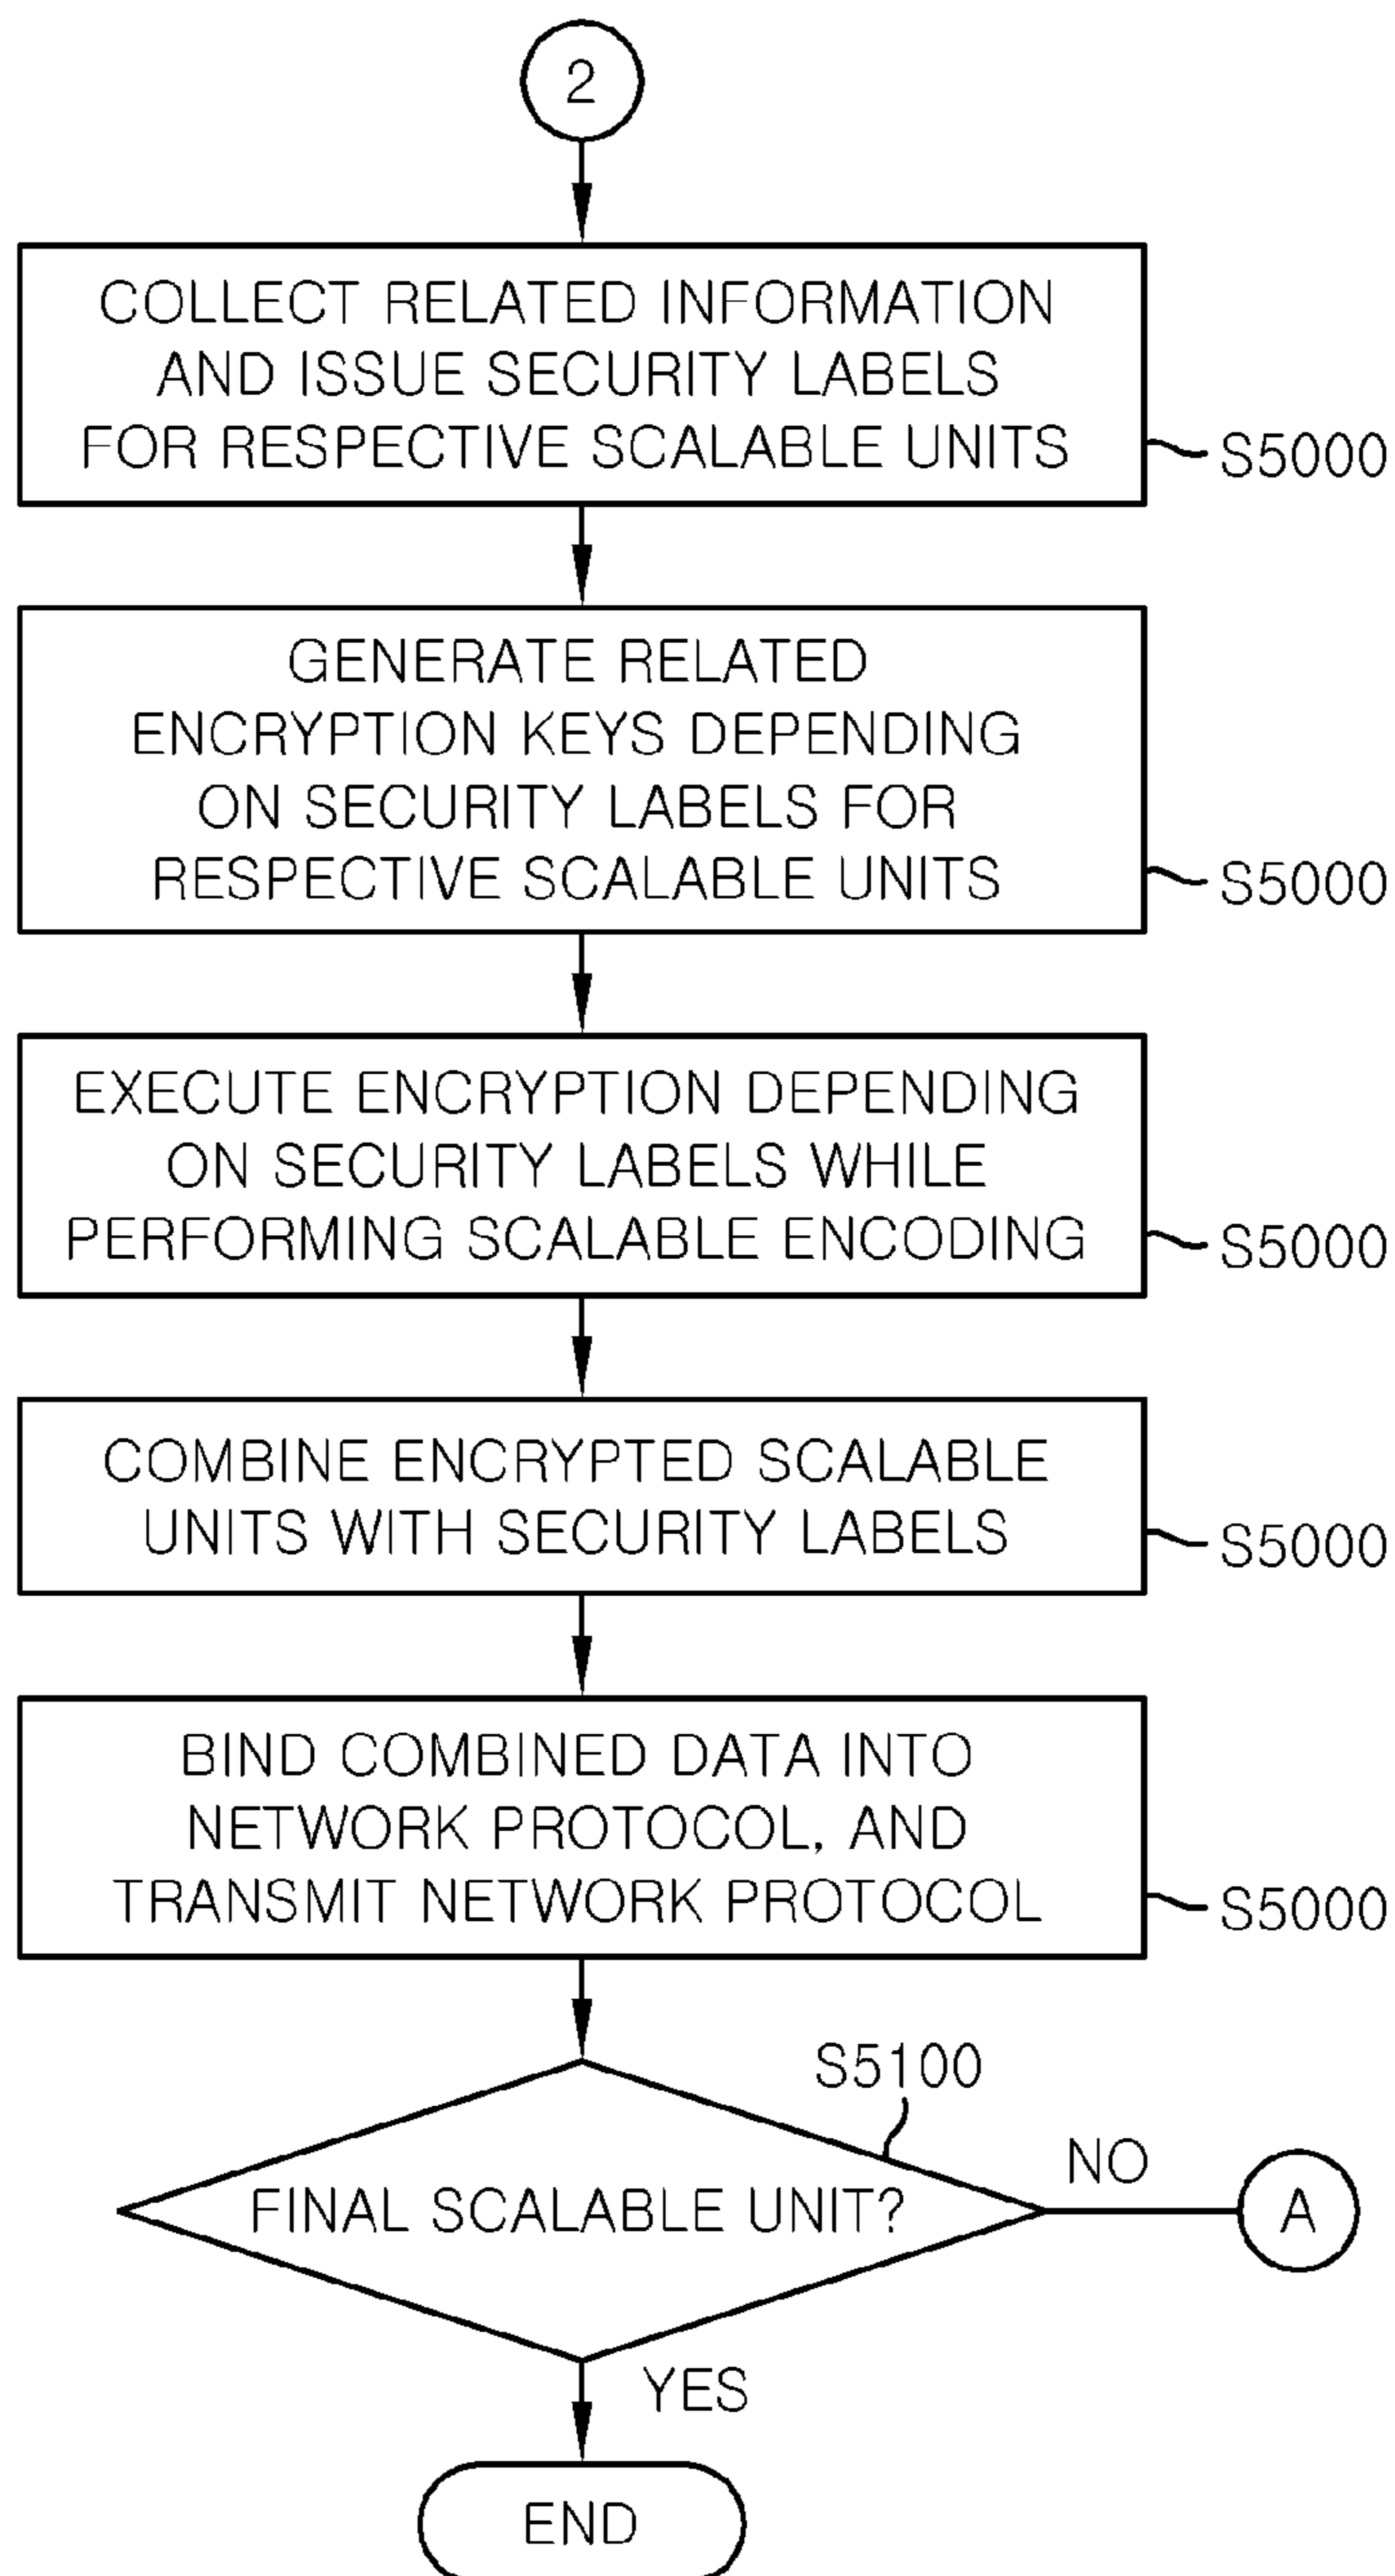 2
COLLECT RELATED INFORMATION
AND ISSUE SECURITY LABELS
FOR RESPECTIVE SCALABLE UNITS
S5000
GENERATE RELATED
ENCRYPTION KEYS DEPENDING
ON SECURITY LABELS FOR
RESPECTIVE SCALABLE UNITS
S5000
EXECUTE ENCRYPTION DEPENDING
ON SECURITY LABELS WHILE
PERFORMING SCALABLE ENCODING
S5000
COMBINE ENCRYPTED SCALABLE
UNITS WITH SECURITY LABELS
S5000
BIND COMBINED DATA INTO
NETWORK PROTOCOL, AND
TRANSMIT NETWORK PROTOCOL
S5000
S5100
FINAL SCALABLE UNIT?
NO
A
YES
END